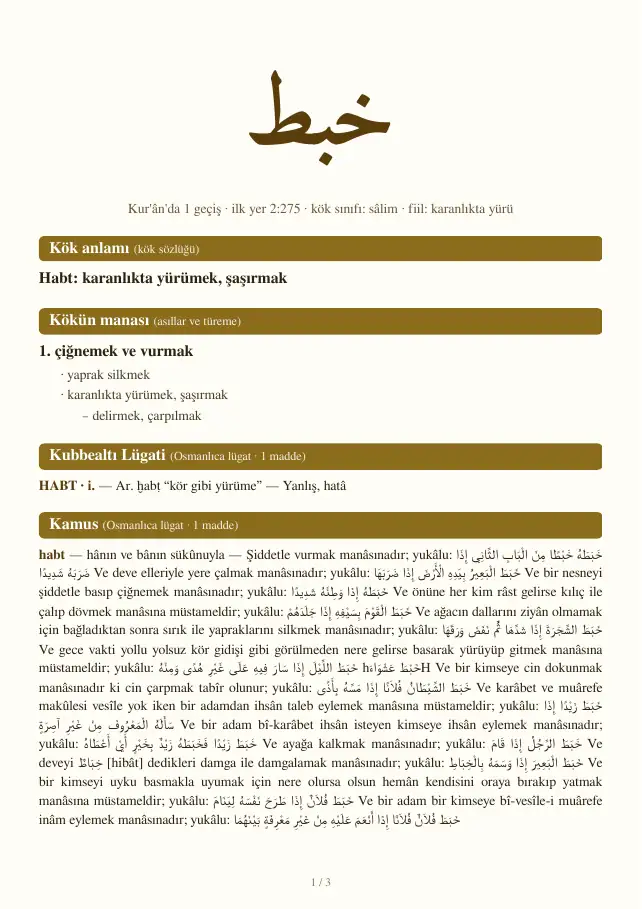 خبط
Kur'ân'da 1 geçiş · ilk yer 2:275 · kök sınıfı: sâlim · fiil: karanlıkta yürü
Kök anlamı (kök sözlüğü)
Habt: karanlıkta yürümek, şaşırmak
Kökün manası (asıllar ve türeme)
1. çiğnemek ve vurmak
· yaprak silkmek
· karanlıkta yürümek, şaşırmak
– delirmek, çarpılmak
Kubbealtı Lügati (Osmanlıca lügat · 1 madde)
HABT · i. — Ar. ḫabṭ “kör gibi yürüme” — Yanlış, hatâ
Kamus (Osmanlıca lügat · 1 madde)
habt — hânın ve bânın sükûnuyla — Şiddetle vurmak manâsınadır; yukâlu: خَبَطَهُ خَبْطًا مِنَ الْبَابِ الثَّانِي إِذَا
ضَرَبَهُ شَدِيدًا Ve deve elleriyle yere çalmak manâsınadır; yukâlu: خَبَطَ الْبَعِيرُ بِيَدِهِ الْأَرْضَ إِذَا ضَرَبَهَا Ve bir nesneyi
şiddetle basıp çiğnemek manâsınadır; yukâlu: خَبَطَهُ إِذَا وَطِئَهُ شَدِيدًا Ve önüne her kim râst gelirse kılıç ile
çalıp dövmek manâsına müstameldir; yukâlu: خَبَطَ الْقَوْمَ بِسَيْفِهِ إِذَا جَلَدَهُمْ Ve ağacın dallarını ziyân olmamak
için bağladıktan sonra sırık ile yapraklarını silkmek manâsınadır; yukâlu: خَبَطَ الشَّجَرَةَ إِذَا شَدَّهَا ثُمَّ نَفَضَ وَرَقَهَا
Ve gece vakti yollu yolsuz kör gidişi gibi görülmeden nere gelirse basarak yürüyüp gitmek manâsına
müstameldir; yukâlu: خَبَطَ اللَّيْلَ إِذَا سَارَ فِيهِ عَلَى غَيْرِ هُدًى وَمِنْهُ hخَبَطَ عَشْوَاءَH Ve bir kimseye cin dokunmak
manâsınadır ki cin çarpmak tabîr olunur; yukâlu: خَبَطَ الشَّيْطَانُ فُلَانًا إِذَا مَسَّهُ بِأَذًى Ve karâbet ve muârefe
makûlesi vesîle yok iken bir adamdan ihsân taleb eylemek manâsına müstameldir; yukâlu: خَبَطَ زَيْدًا إِذَا
سَأَلَهُ الْمَعْرُوفَ مِنْ غَيْرِ آصِرَةٍ Ve bir adam bî-karâbet ihsân isteyen kimseye ihsân eylemek manâsınadır;
yukâlu: خَبَطَ زَيْدًا فَخَبَطَهُ زَيْدٌ بِخَيْرٍ أَيْ أَعْطَاهُ Ve ayağa kalkmak manâsınadır; yukâlu: خَبَطَ الرَّجُلُ إِذَا قَامَ Ve
deveyi خِبَاطٌ [hibât] dedikleri damga ile damgalamak manâsınadır; yukâlu: خَبَطَ الْبَعِيرَ إِذَا وَسَمَهُ بِالْخِبَاطِ Ve
bir kimseyi uyku basmakla uyumak için nere olursa olsun hemân kendisini oraya bırakıp yatmak
manâsına müstameldir; yukâlu: خَبَطَ فُلَانٌ إِذَا طَرَحَ نَفْسَهُ لِيَنَامَ Ve bir adam bir kimseye bî-vesîle-i muârefe
inâm eylemek manâsınadır; yukâlu: خَبَطَ فُلَانٌ فُلَانًا إِذَا أَنْعَمَ عَلَيْهِ مِنْ غَيْرِ مَعْرِفَةٍ بَيْنَهُمَا
1 / 3